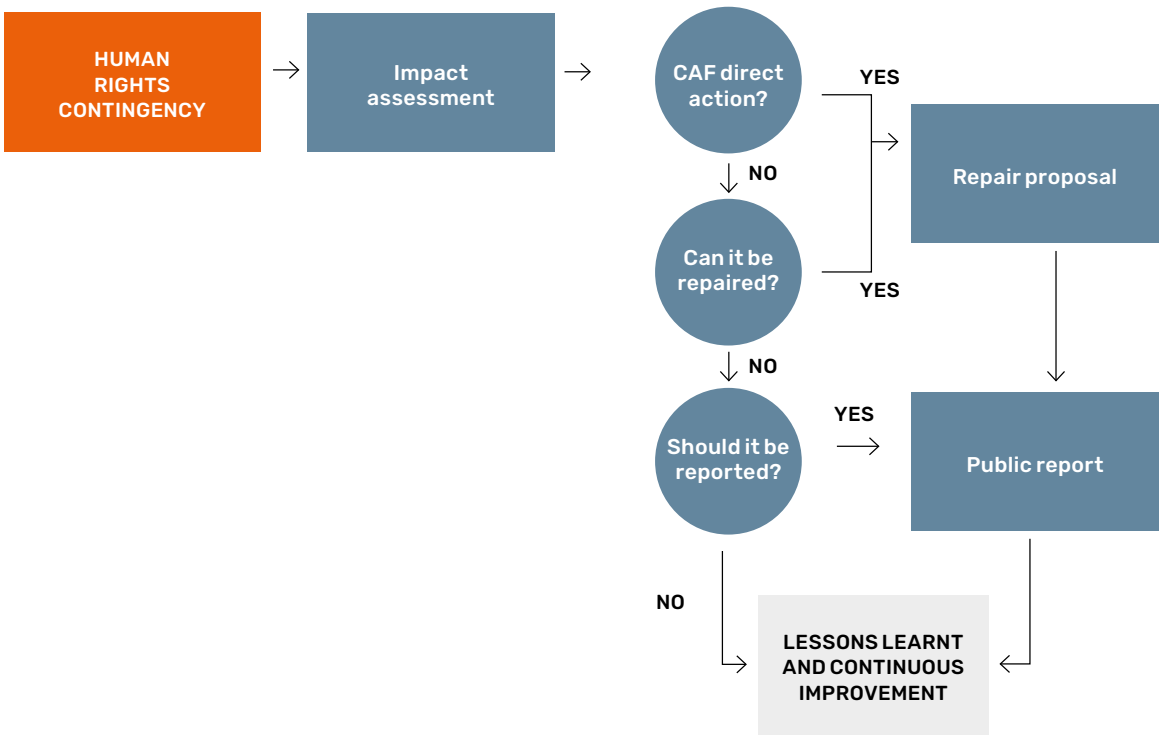 HUMAN
RIGHTS
CONTINGENCY
Impact
assessment
CAF direct
action?
YES
NO
Repair proposal
Can it be
repaired?
YES
NO
Should it be
reported?
YES
Public report
NO
LESSONS LEARNT
AND CONTINUOUS
IMPROVEMENT